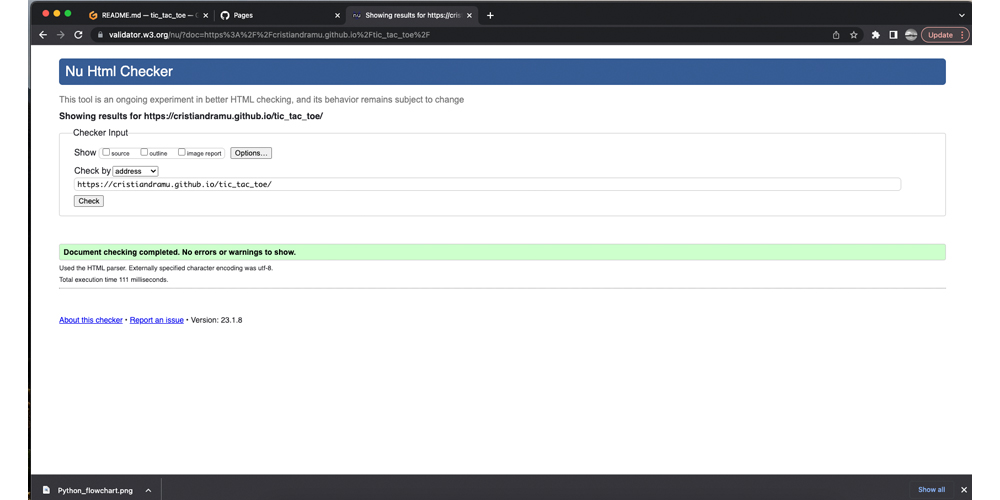 README.md — tic_tac_toe —
Pages
Showing results for https://cris
validator.w3.org/nu/?doc=https%3A%2F%2Fcristiandramu.github.io%2Ftic_tac_toe%2F
Update
Nu Html Checker
This tool is an ongoing experiment in better HTML checking, and its behavior remains subject to change
Showing results for https://cristiandramu.github.io/tic_tac_toe/
Checker Input
Show source outline image report Options...
Check by address
https://cristiandramu.github.io/tic_tac_toe/
Check
Document checking completed. No errors or warnings to show.
Used the HTML parser. Externally specified character encoding was utf-8.
Total execution time 111 milliseconds.
About this checker • Report an issue • Version: 23.1.8
Python_flowchart.png
Show all